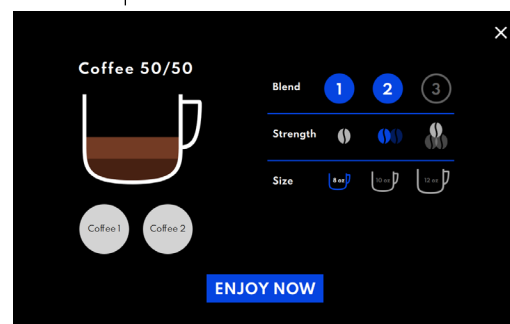 Coffee 50/50
Blend 1 2 3
Strength
Size 8 oz 10 oz 12 oz
Coffee 1 Coffee 2
ENJOY NOW